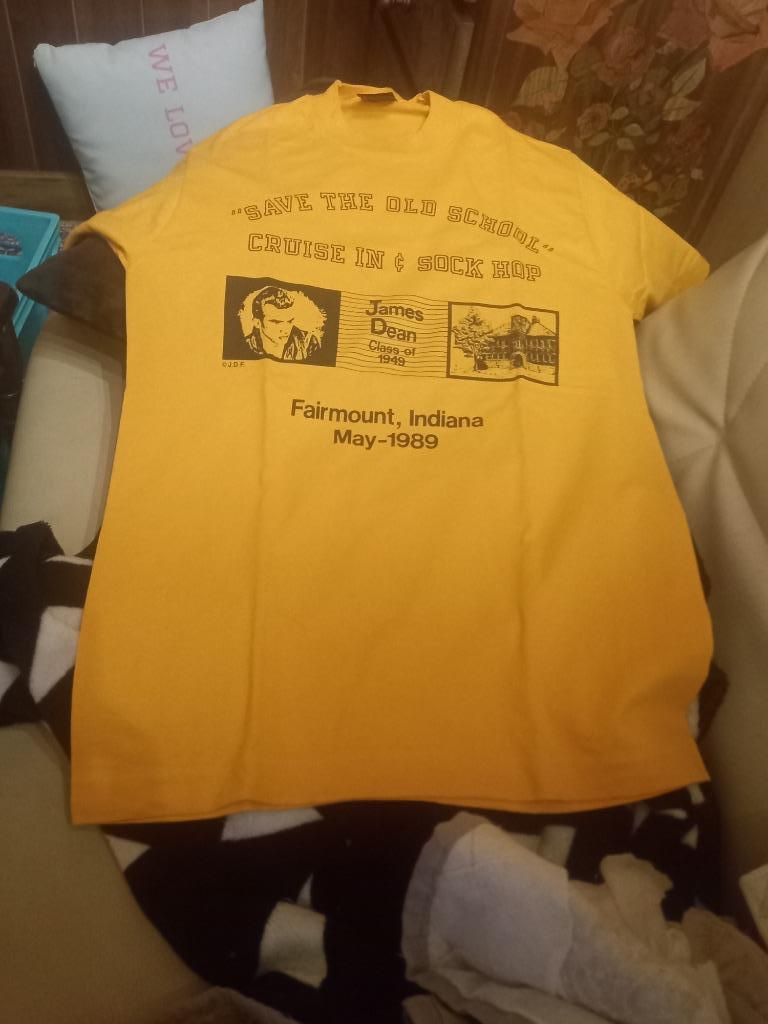 WE LOV
"SAVE THE OLD SCHOOL"
CRUISE IN & SOCK HOP
James
Dean
Class of
1949
©J.D.F.
Fairmount, Indiana
May-1989